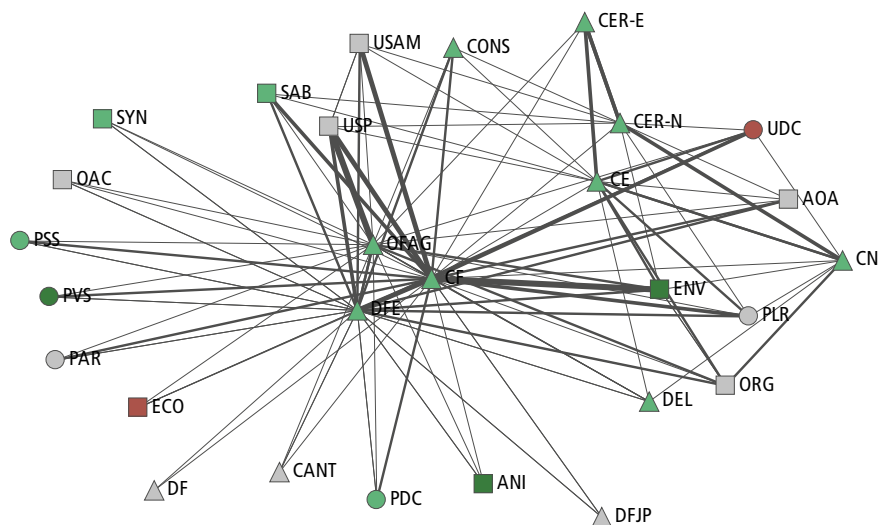 CER-E
USAM
CONS
SAB
SYN
USP
CER-N
UDC
OAC
CE
AOA
PSS
OFAG
CN
CF
PVS
ENV
DFE
PLR
PAR
ORG
ECO
DEL
CANT
DF
ANI
PDC
DFJP